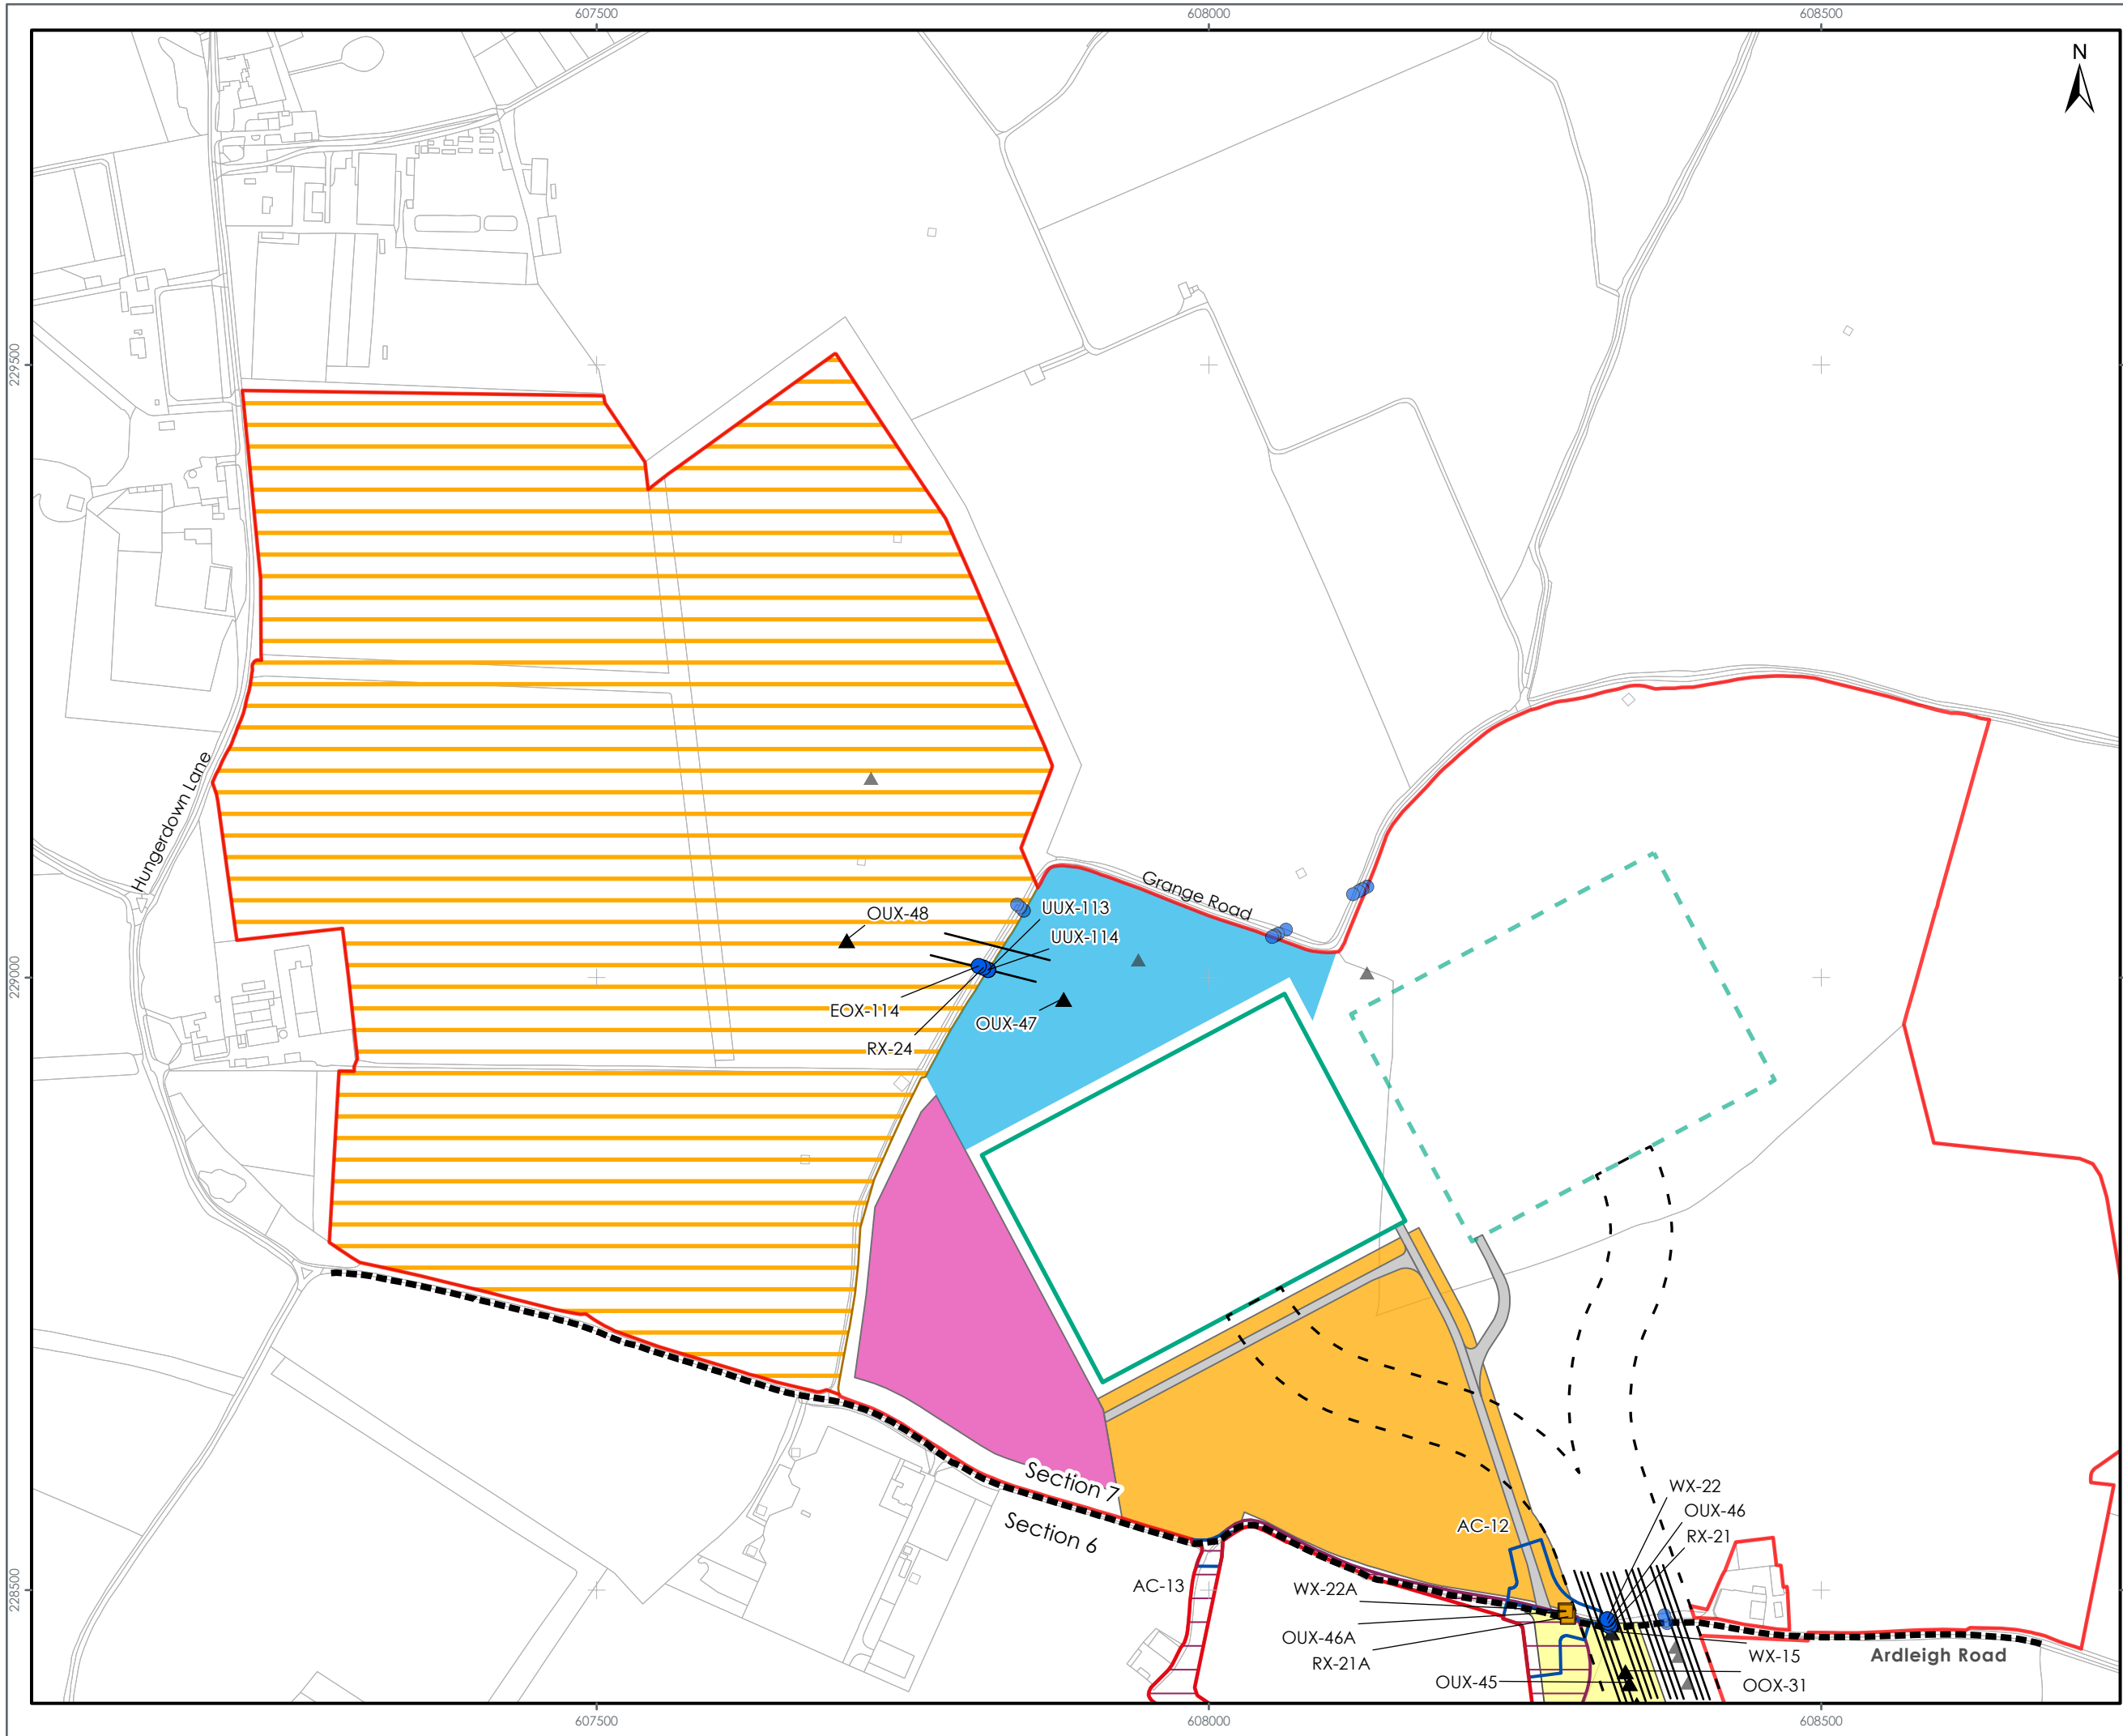 607500
608000
608500
N
229500
229000
228500
Hungerdown Lane
Grange Road
OUX-48
UUX-113
UUX-114
EOX-114
OUX-47
RX-24
Section 7
Section 6
WX-22
OUX-46
AC-12
RX-21
AC-13
WX-22A
OUX-46A
RX-21A
WX-15
Ardleigh Road
OUX-45
OOX-31
607500
608000
608500